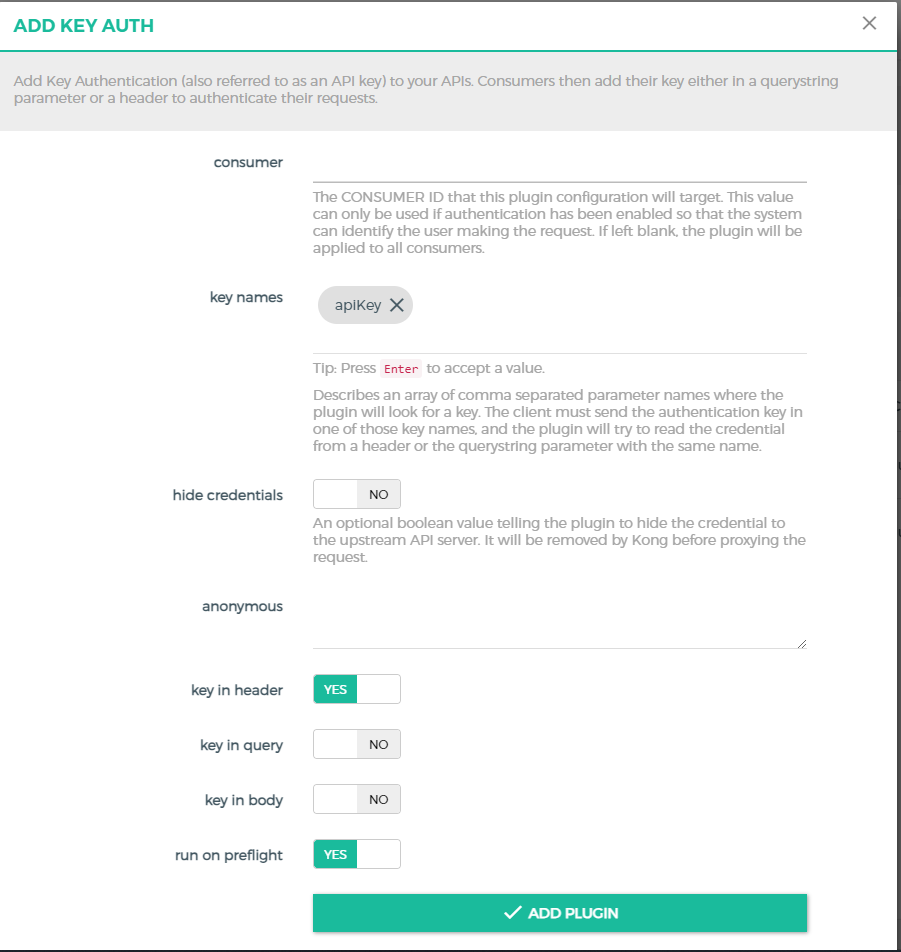 ADD KEY AUTH
Add Key Authentication (also referred to as an API key) to your APIs. Consumers then add their key either in a querystring
parameter or a header to authenticate their requests.
consumer
The CONSUMER ID that this plugin configuration will target. This value
can only be used if authentication has been enabled so that the system
can identify the user making the request. If left blank, the plugin will be
applied to all consumers.
key names
apiKey
Tip: Press Enter to accept a value.
Describes an array of comma separated parameter names where the
plugin will look for a key. The client must send the authentication key in
one of those key names, and the plugin will try to read the credential
from a header or the querystring parameter with the same name.
hide credentials
NO
An optional boolean value telling the plugin to hide the credential to
the upstream API server. It will be removed by Kong before proxying the
request.
anonymous
key in header
YES
key in query
NO
key in body
NO
run on preflight
YES
ADD PLUGIN